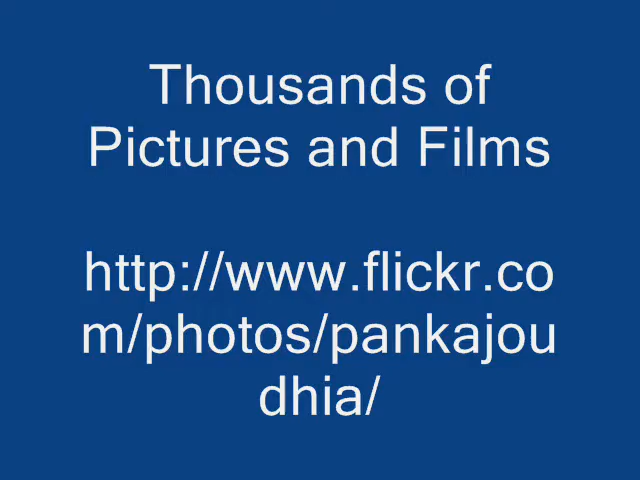 Thousands of
Pictures and Films
http://www.flickr.co
m/photos/pankajou
dhia/